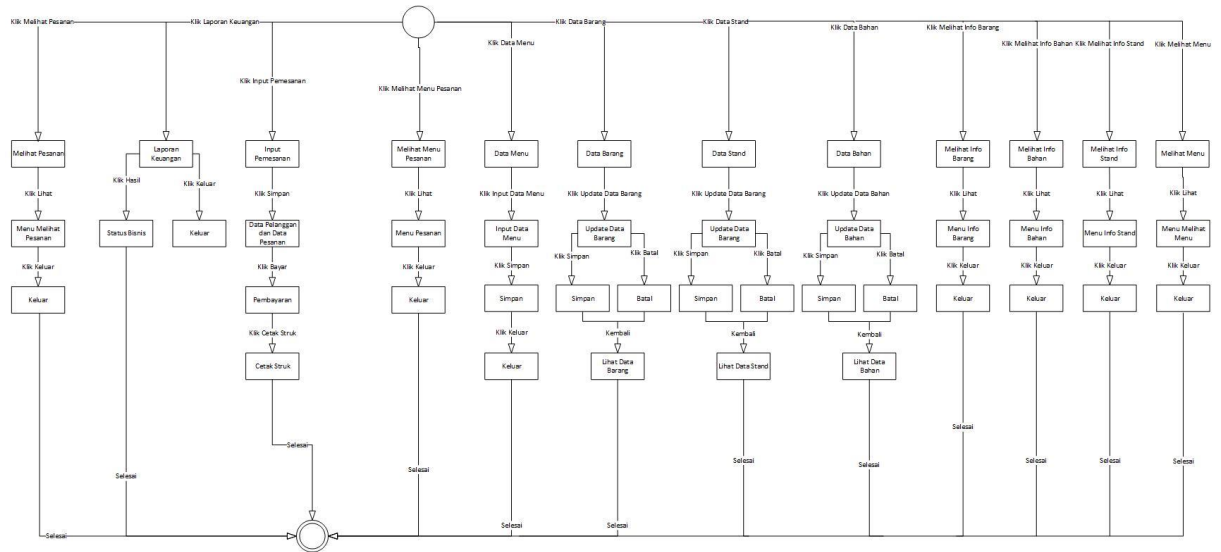 Klik Melihat Pesanan
Klik Laporan Keuangan
Klik Data Barang
Klik Data Stand
Klik Data Bahan
Klik Melihat Info Barang
Klik Data Menu
Klik Melihat Info Bahan
Klik Melihat Info Stand
Klik Melihat Menu
Klik Input Pemesanan
Klik Melihat Menu Pesanan
Melihat Pesanan
Laporan
Keuangan
Input
Pemesanan
Melihat Menu
Pesanan
Data Menu
Data Barang
Data Stand
Data Bahan
Melihat Info
Barang
Melihat Info
Bahan
Melihat Info
Stand
Melihat Menu
Klik Hasil
Klik Keluar
Klik Lihat
Klik Simpan
Klik Lihat
Klik Input Data Menu
Klik Update Data Barang
Klik Update Data Barang
Klik Update Data Bahan
Klik Lihat
Klik Lihat
Klik Lihat
Klik Lihat
Menu Melihat
Pesanan
Status Bisnis
Keluar
Data Pelanggan
dan Data
Pesanan
Menu Pesanan
Input Data
Menu
Update Data
Barang
Update Data
Barang
Update Data
Bahan
Menu Info
Barang
Menu Info
Bahan
Menu Info Stand
Menu Melihat
Menu
Klik Keluar
Klik Bayar
Klik Keluar
Klik Simpan
Klik Simpan
Klik Batal
Klik Simpan
Klik Batal
Klik Simpan
Klik Batal
Klik Keluar
Klik Keluar
Klik Keluar
Klik Keluar
Keluar
Pembayaran
Keluar
Simpan
Simpan
Batal
Simpan
Batal
Simpan
Batal
Keluar
Keluar
Keluar
Keluar
Klik Cetak Struk
Klik Keluar
Kembali
Kembali
Kembali
Cetak Struk
Keluar
Lihat Data
Barang
Lihat Data Stand
Lihat Data
Bahan
Selesai
Selesai
Selesai
Selesai
Selesai
Selesai
Selesai
Selesai
Selesai
Selesai
Selesai
Selesai